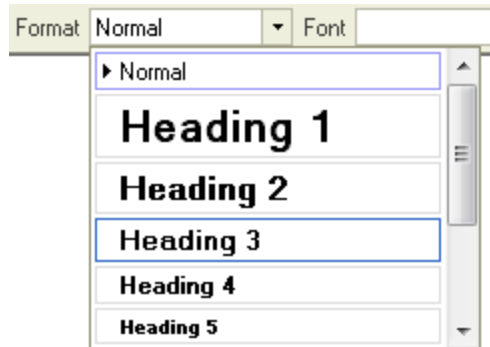 Format Normal Font
Normal
Heading 1
Heading 2
Heading 3
Heading 4
Heading 5